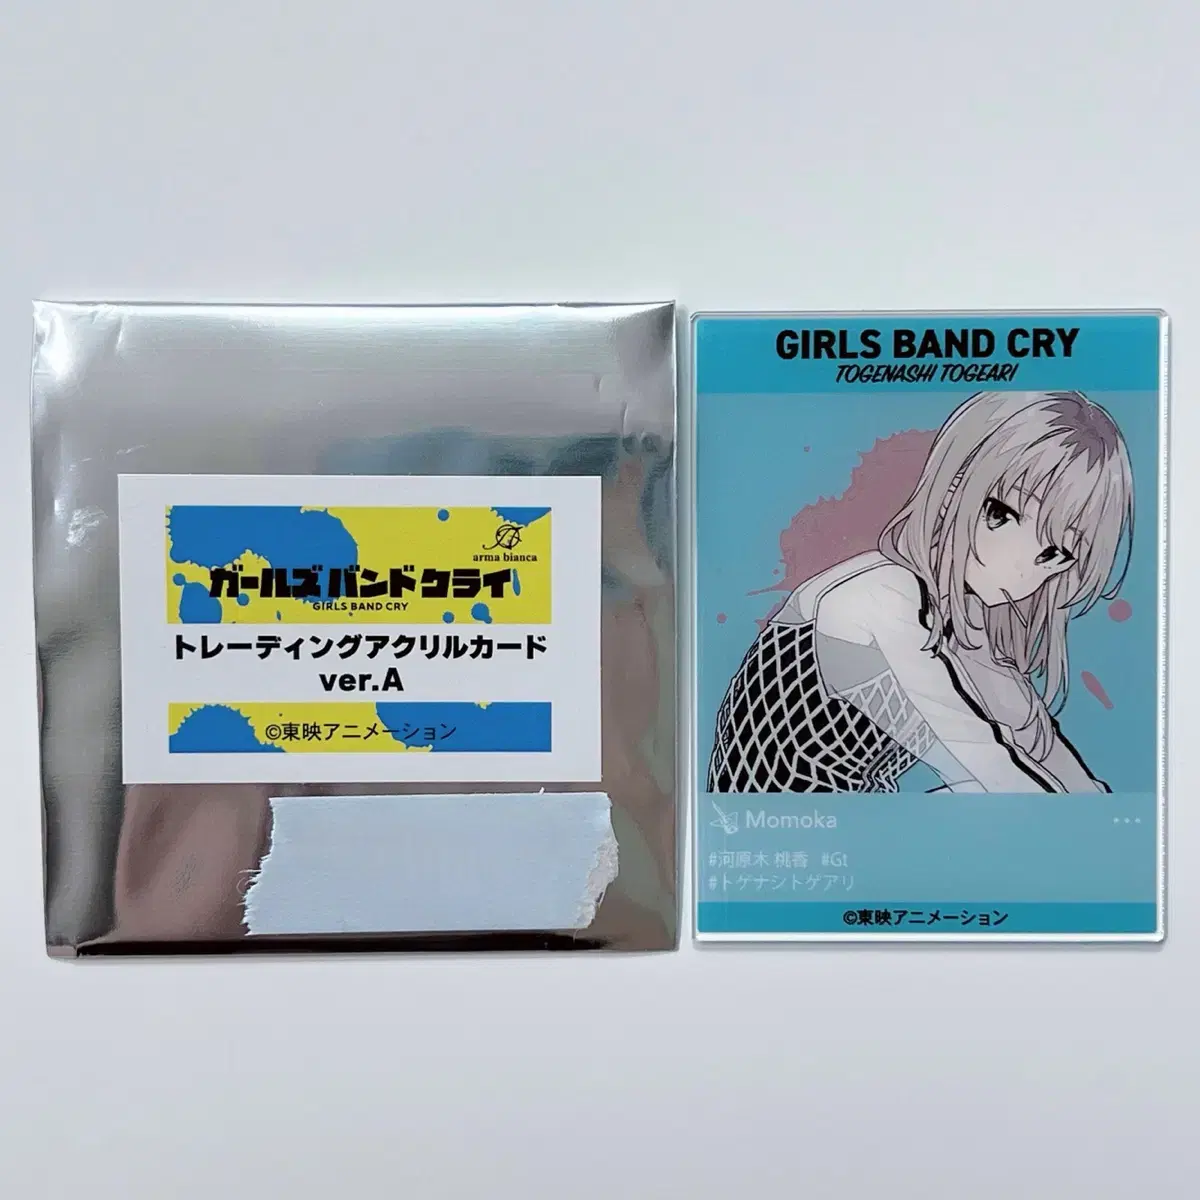 arma bianca
ガールズバンドクライ
GIRLS BAND CRY
トレーディングアクリルカード
ver.A
©東映アニメーション
GIRLS BAND CRY
TOGENASHI TOGEARI
Momoka
#河原木 桃香 #Gt
#トゲナシトゲアリ
©東映アニメーション